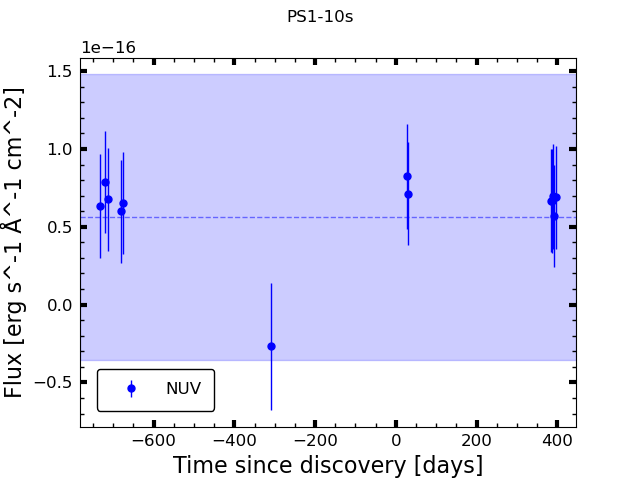 PS1-10s
1e−16
1.5
1.0
0.5
0.0
−0.5
Flux [erg s^-1 Å^-1 cm^-2]
NUV
−600 −400 −200 0 200 400
Time since discovery [days]